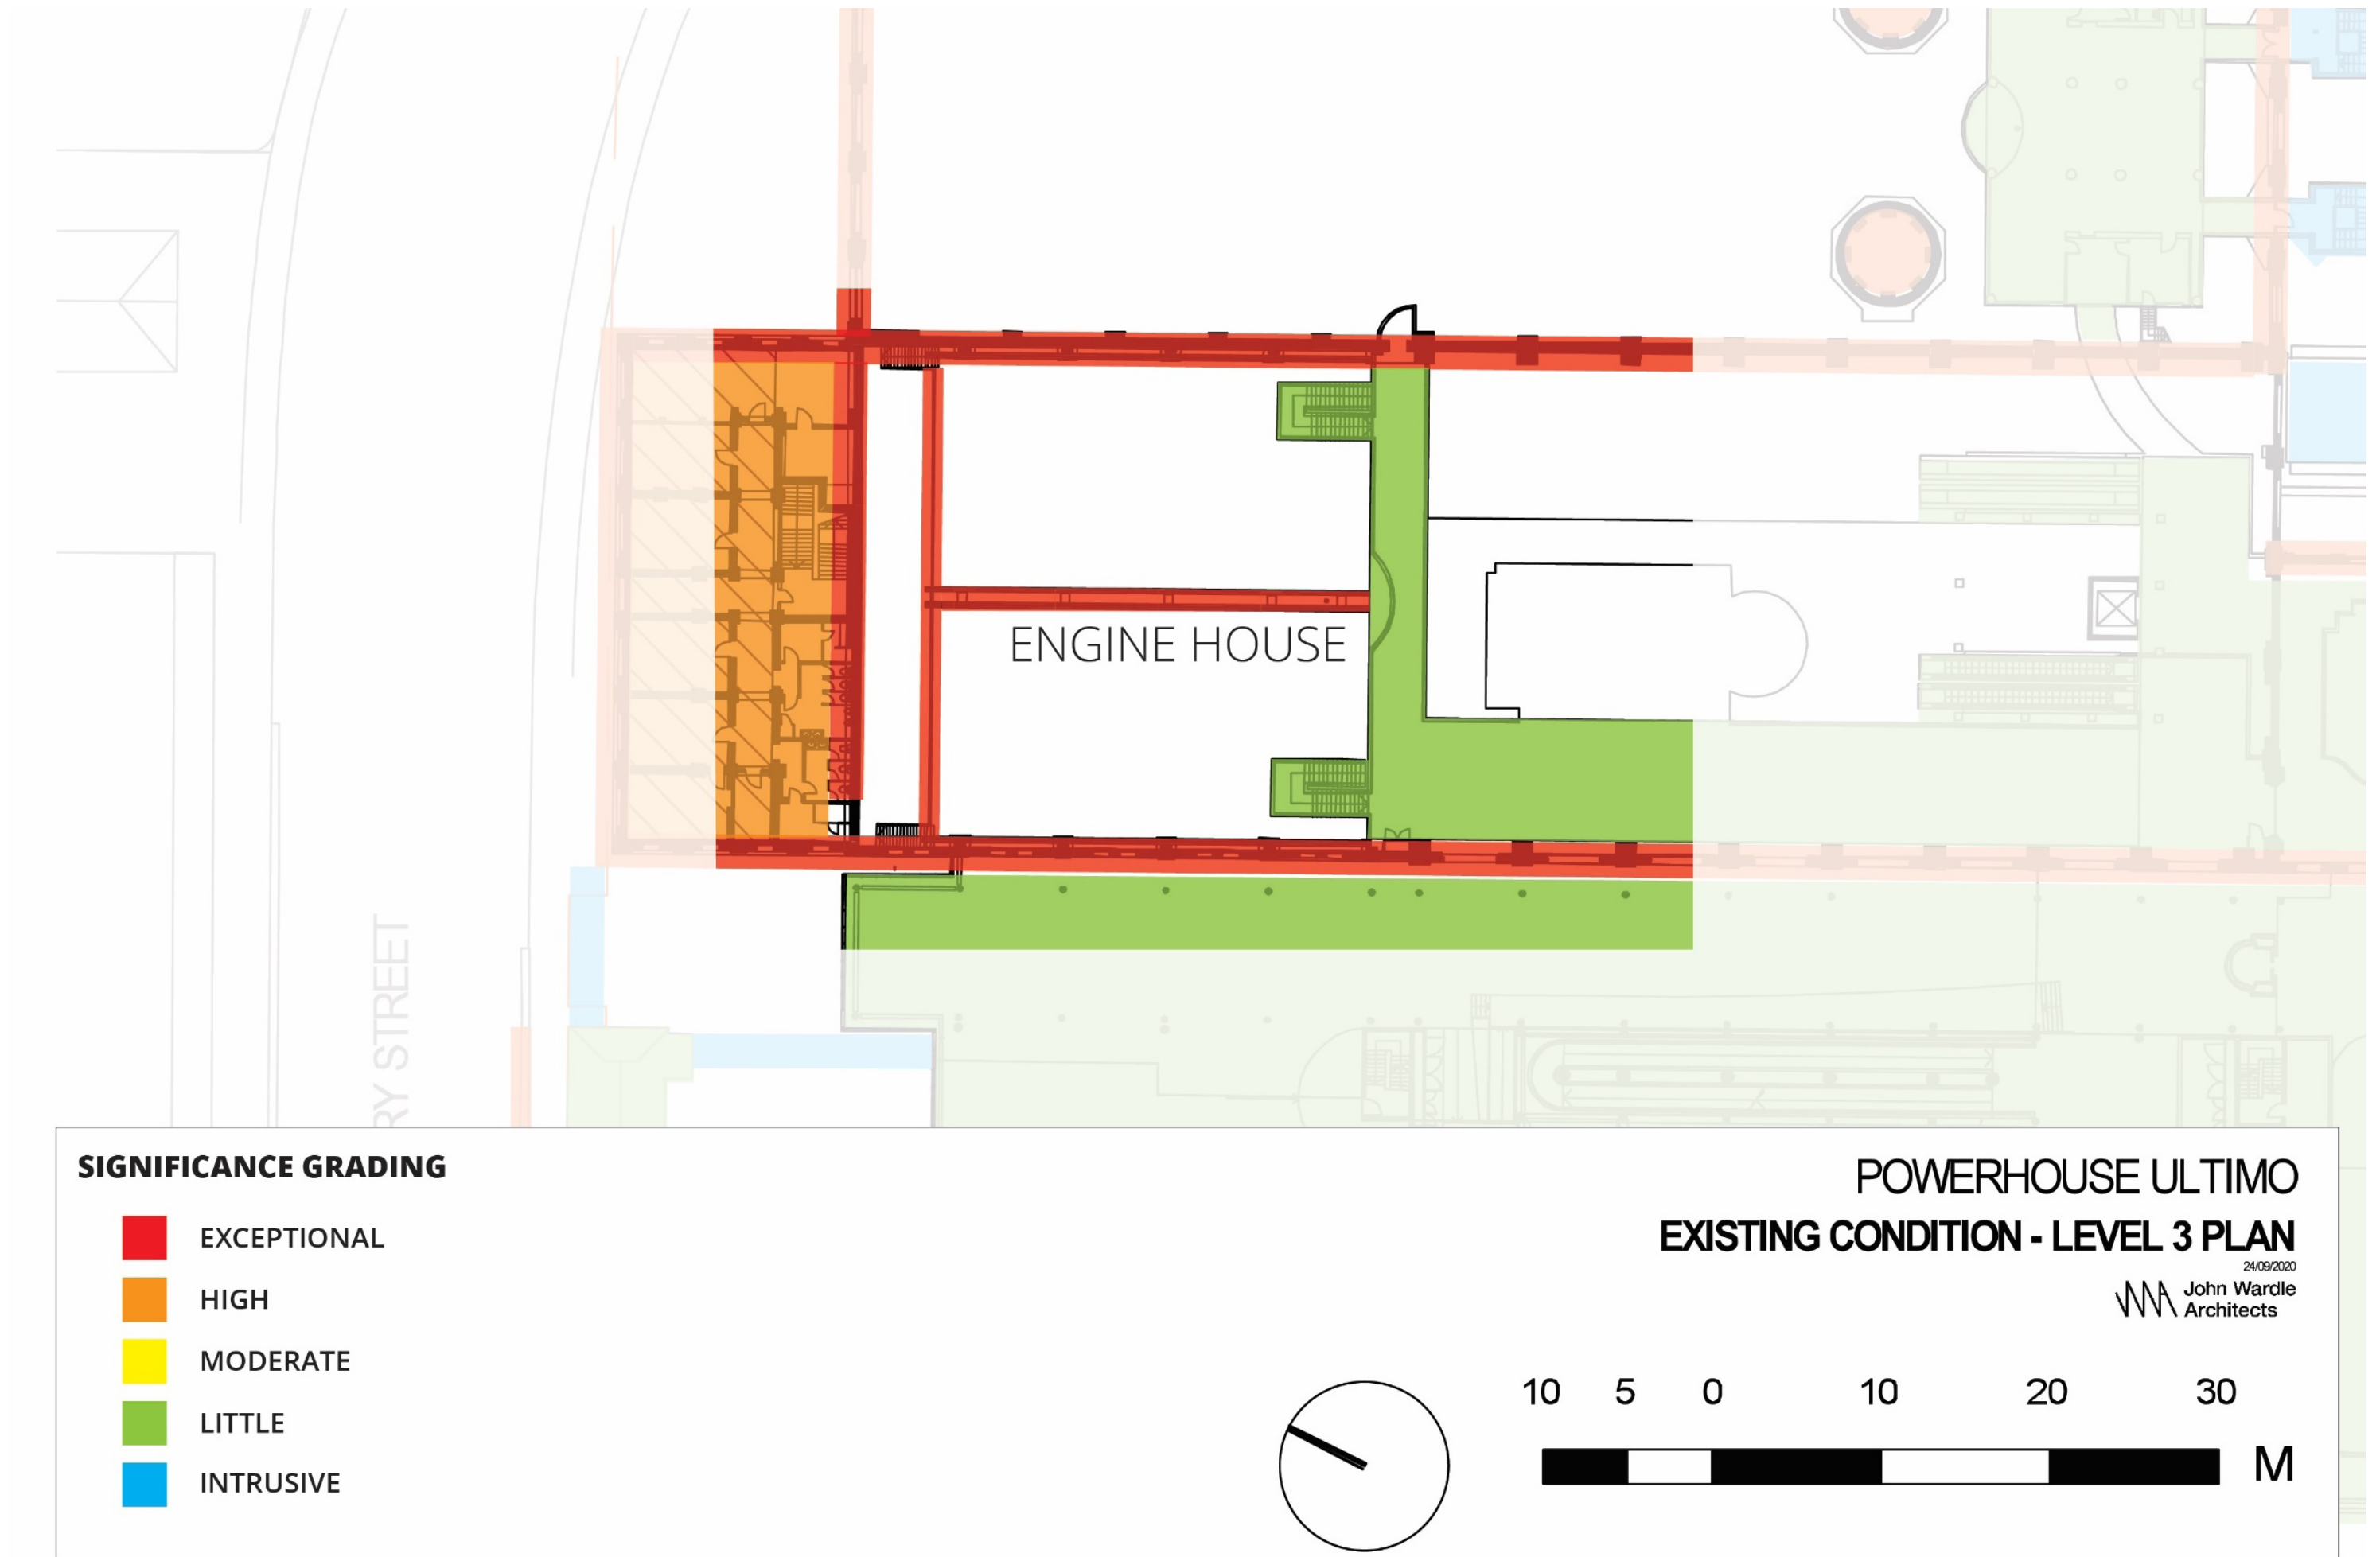 ENGINE HOUSE
RY STREET
SIGNIFICANCE GRADING
EXCEPTIONAL
HIGH
MODERATE
LITTLE
INTRUSIVE
POWERHOUSE ULTIMO
EXISTING CONDITION - LEVEL 3 PLAN
24/09/2020
John Wardle
Architects
10 5 0 10 20 30
M